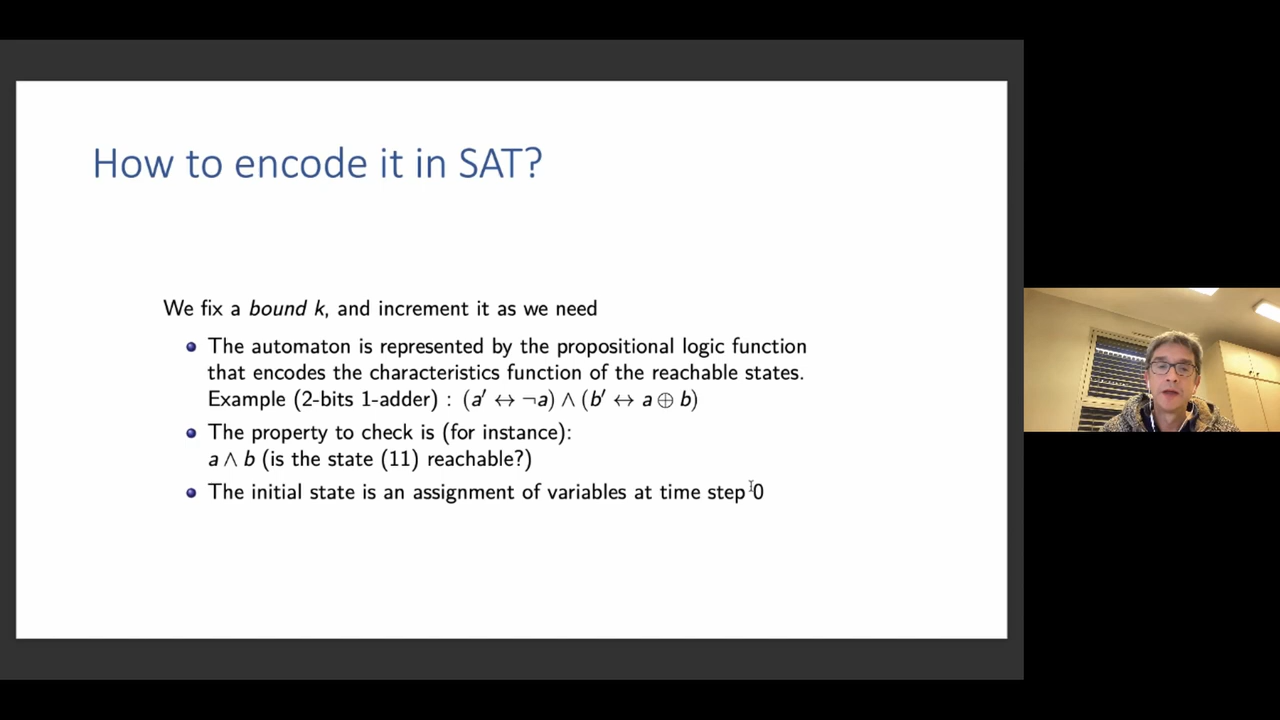 How to encode it in SAT?
We fix a bound k, and increment it as we need
The automaton is represented by the propositional logic function
that encodes the characteristics function of the reachable states.
Example (2-bits 1-adder) : (a′ ↔ ¬a) ∧ (b′ ↔ a ⊕ b)
The property to check is (for instance):
a ∧ b (is the state (11) reachable?)
The initial state is an assignment of variables at time step 0